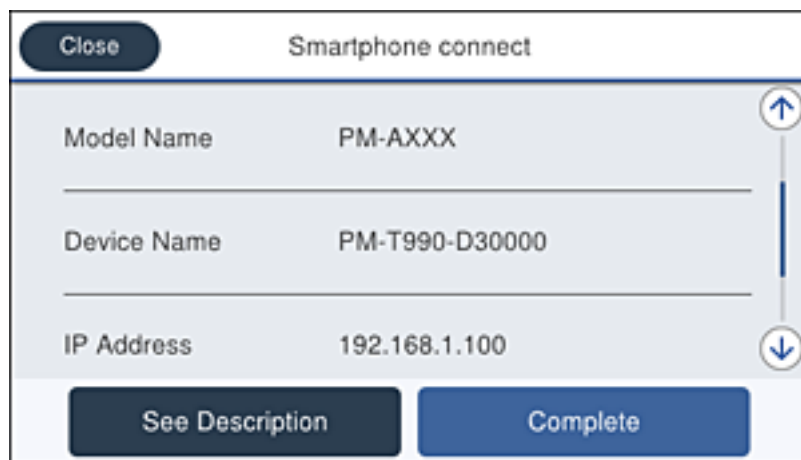 Close Smartphone connect
Model Name PM-AXXX
Device Name PM-T990-D30000
IP Address 192.168.1.100
See Description Complete